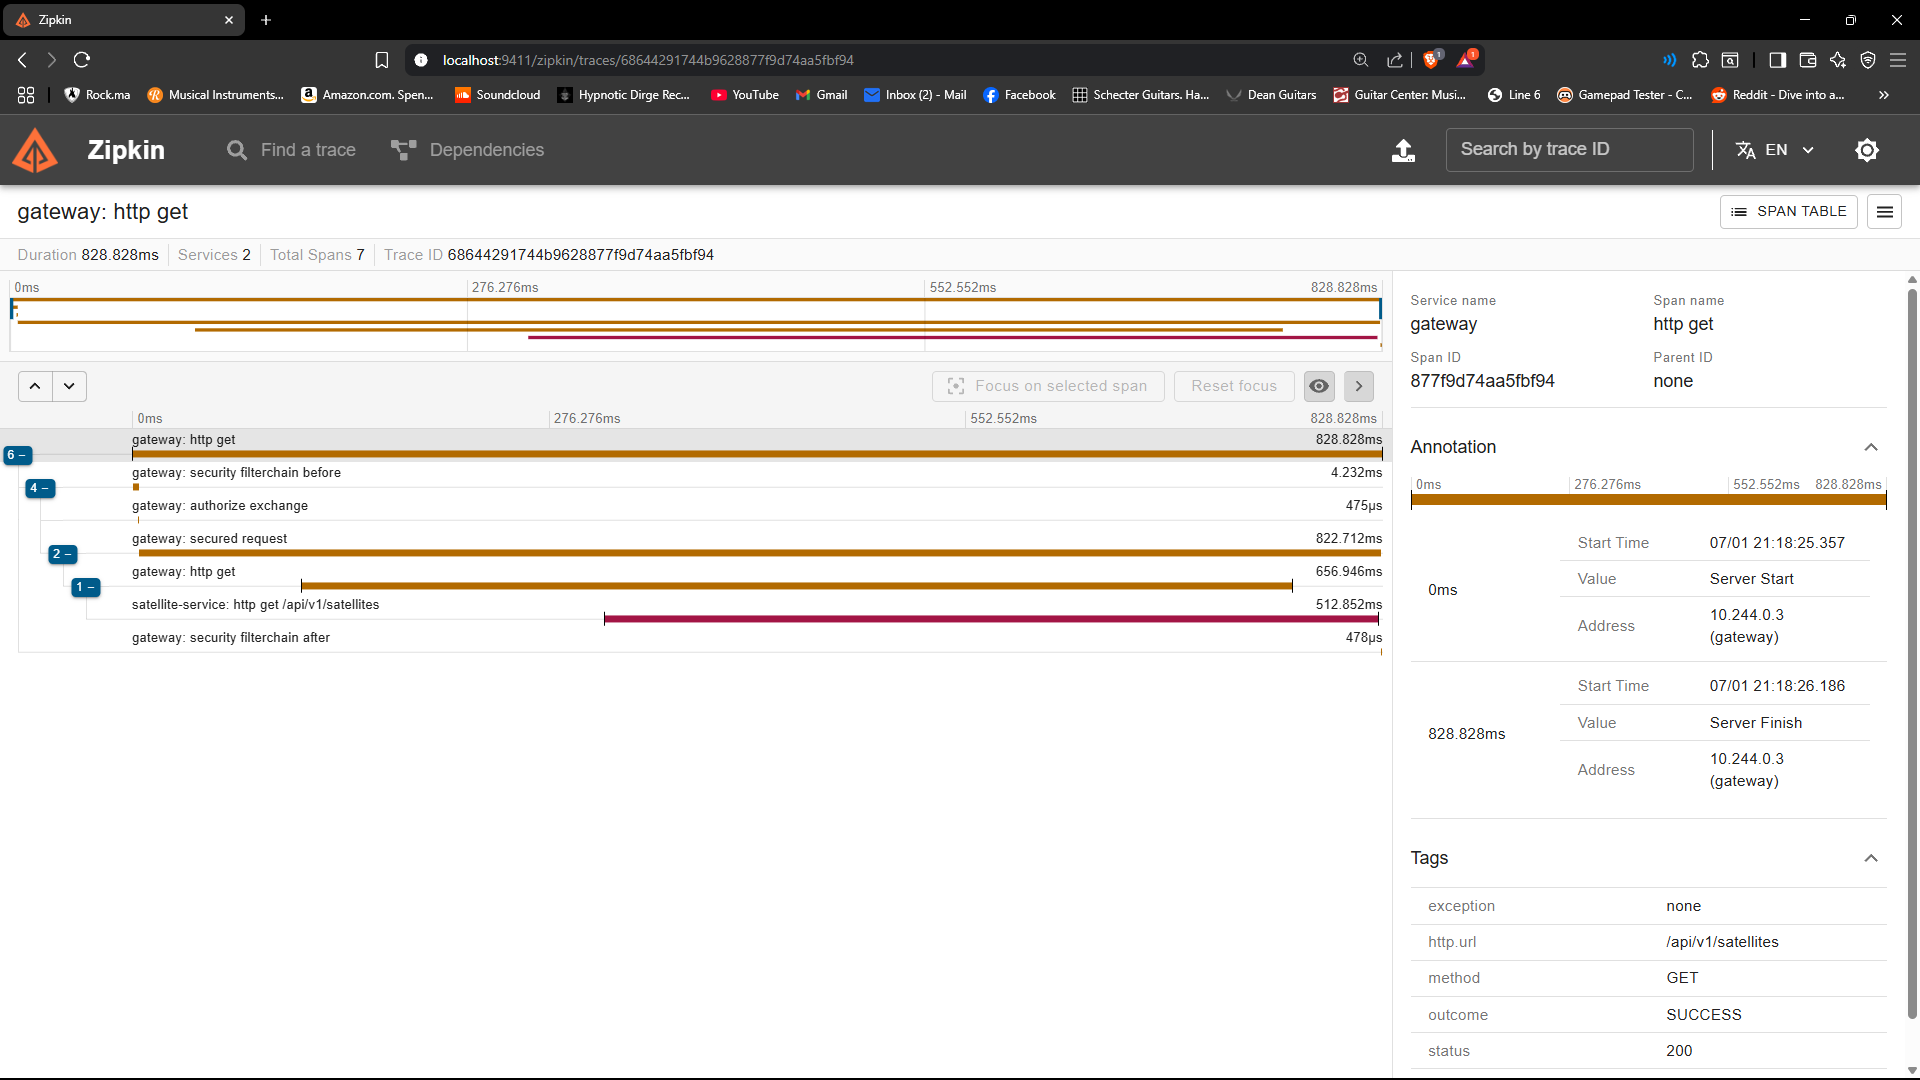 Zipkin
localhost:9411/zipkin/traces/68644291744b9628877f9d74aa5fbf94
1
1
Rock.ma
Musical Instruments...
Amazon.com. Spen...
Soundcloud
Hypnotic Dirge Rec...
YouTube
Gmail
Inbox (2) - Mail
Facebook
Schecter Guitars. Ha...
Dean Guitars
Guitar Center: Musi...
Line 6
Gamepad Tester - C...
Reddit - Dive into a...
Zipkin
Find a trace
Dependencies
Search by trace ID
EN
gateway: http get
SPAN TABLE
Duration 828.828ms
Services 2
Total Spans 7
Trace ID 68644291744b9628877f9d74aa5fbf94
0ms 276.276ms 552.552ms 828.828ms
Focus on selected span
Reset focus
0ms 276.276ms 552.552ms 828.828ms
gateway: http get 828.828ms
6 –
gateway: security filterchain before 4.232ms
4 –
gateway: authorize exchange 475µs
gateway: secured request 822.712ms
2 –
gateway: http get 656.946ms
1 –
satellite-service: http get /api/v1/satellites 512.852ms
gateway: security filterchain after 478µs
Service name
gateway
Span name
http get
Span ID
877f9d74aa5fbf94
Parent ID
none
Annotation
0ms 276.276ms 552.552ms 828.828ms
0ms
Start Time 07/01 21:18:25.357
Value Server Start
Address 10.244.0.3
(gateway)
828.828ms
Start Time 07/01 21:18:26.186
Value Server Finish
Address 10.244.0.3
(gateway)
Tags
exception none
http.url /api/v1/satellites
method GET
outcome SUCCESS
status 200